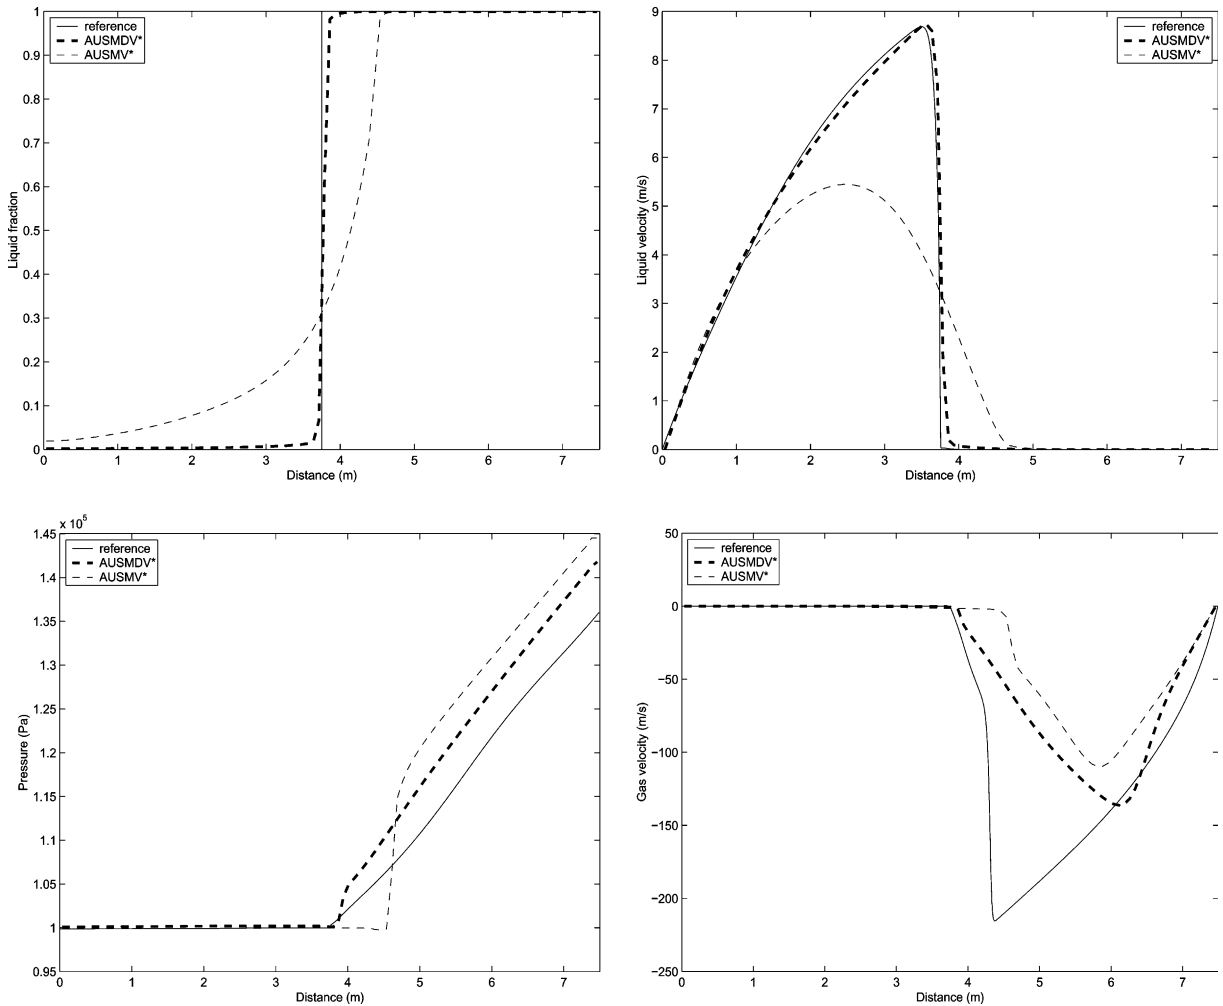 1
0.9
0.8
0.7
0.6
0.5
0.4
0.3
0.2
0.1
0
Liquid fraction
reference
AUSMDV*
AUSMV*
0 1 2 3 4 5 6 7
Distance (m)
9
8
7
6
5
4
3
2
1
0
Liquid velocity (m/s)
reference
AUSMDV*
AUSMV*
0 1 2 3 4 5 6 7
Distance (m)
x 10^5
1.45
1.4
1.35
1.3
1.25
1.2
1.15
1.1
1.05
1
0.95
Pressure (Pa)
reference
AUSMDV*
AUSMV*
0 1 2 3 4 5 6 7
Distance (m)
50
0
−50
−100
−150
−200
−250
Gas velocity (m/s)
reference
AUSMDV*
AUSMV*
0 1 2 3 4 5 6 7
Distance (m)